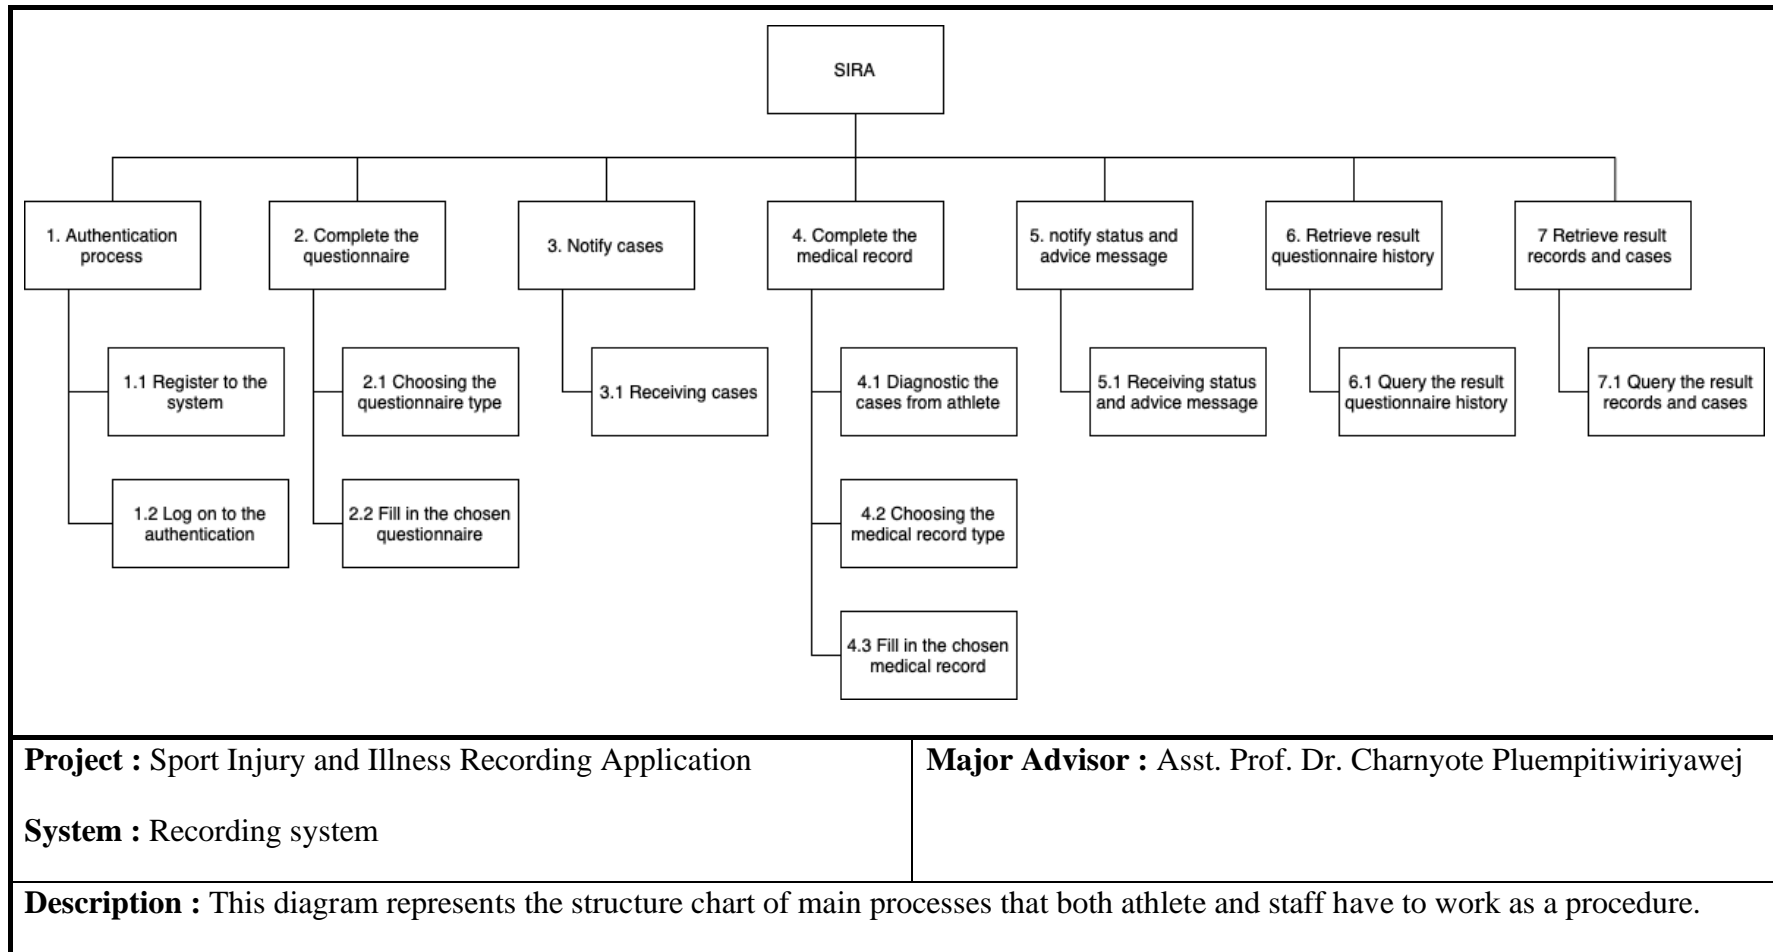 SIRA
1. Authentication
process
2. Complete the
questionnaire
3. Notify cases
4. Complete the
medical record
5. notify status and
advice message
6. Retrieve result
questionnaire history
7 Retrieve result
records and cases
1.1 Register to the
system
2.1 Choosing the
questionnaire type
3.1 Receiving cases
4.1 Diagnostic the
cases from athlete
5.1 Receiving status
and advice message
6.1 Query the result
questionnaire history
7.1 Query the result
records and cases
1.2 Log on to the
authentication
2.2 Fill in the chosen
questionnaire
4.2 Choosing the
medical record type
4.3 Fill in the chosen
medical record
Project : Sport Injury and Illness Recording Application
System : Recording system
Major Advisor : Asst. Prof. Dr. Charnyote Pluempitiwiriyawej
Description : This diagram represents the structure chart of main processes that both athlete and staff have to work as a procedure.